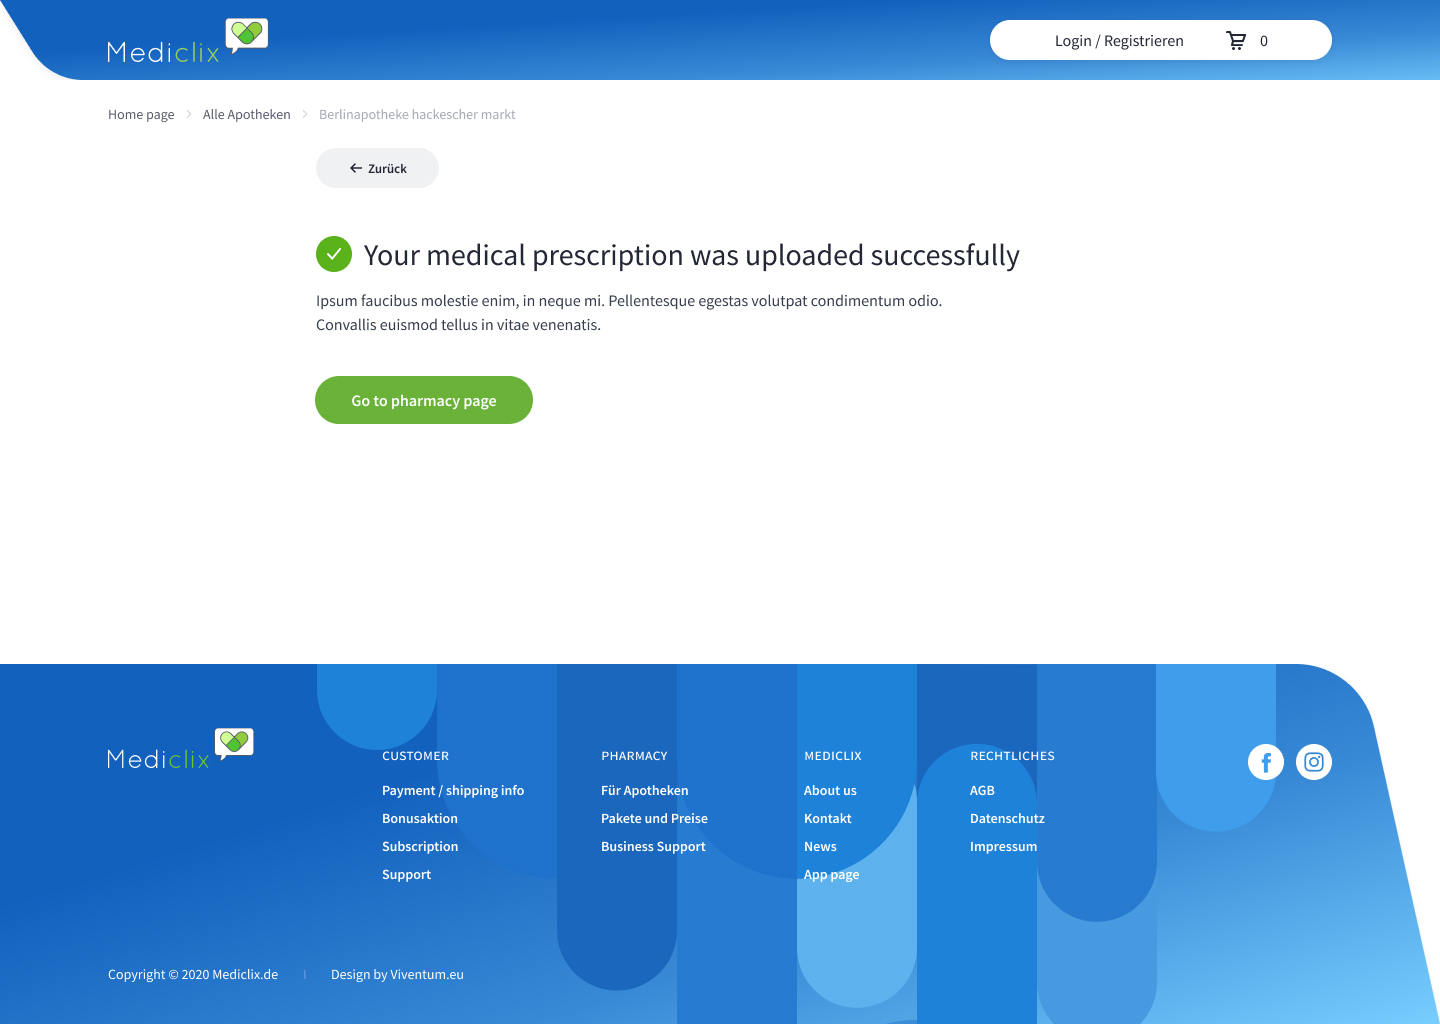 Mediclix
Login / Registrieren
0
Home page
Alle Apotheken
Berlinapotheke hackescher markt
Zurück
Your medical prescription was uploaded successfully
Ipsum faucibus molestie enim, in neque mi. Pellentesque egestas volutpat condimentum odio.
Convallis euismod tellus in vitae venenatis.
Go to pharmacy page
Mediclix
CUSTOMER
Payment / shipping info
Bonusaktion
Subscription
Support
PHARMACY
Für Apotheken
Pakete und Preise
Business Support
MEDICLIX
About us
Kontakt
News
App page
RECHTLICHES
AGB
Datenschutz
Impressum
Copyright © 2020 Mediclix.de
Design by Viventum.eu